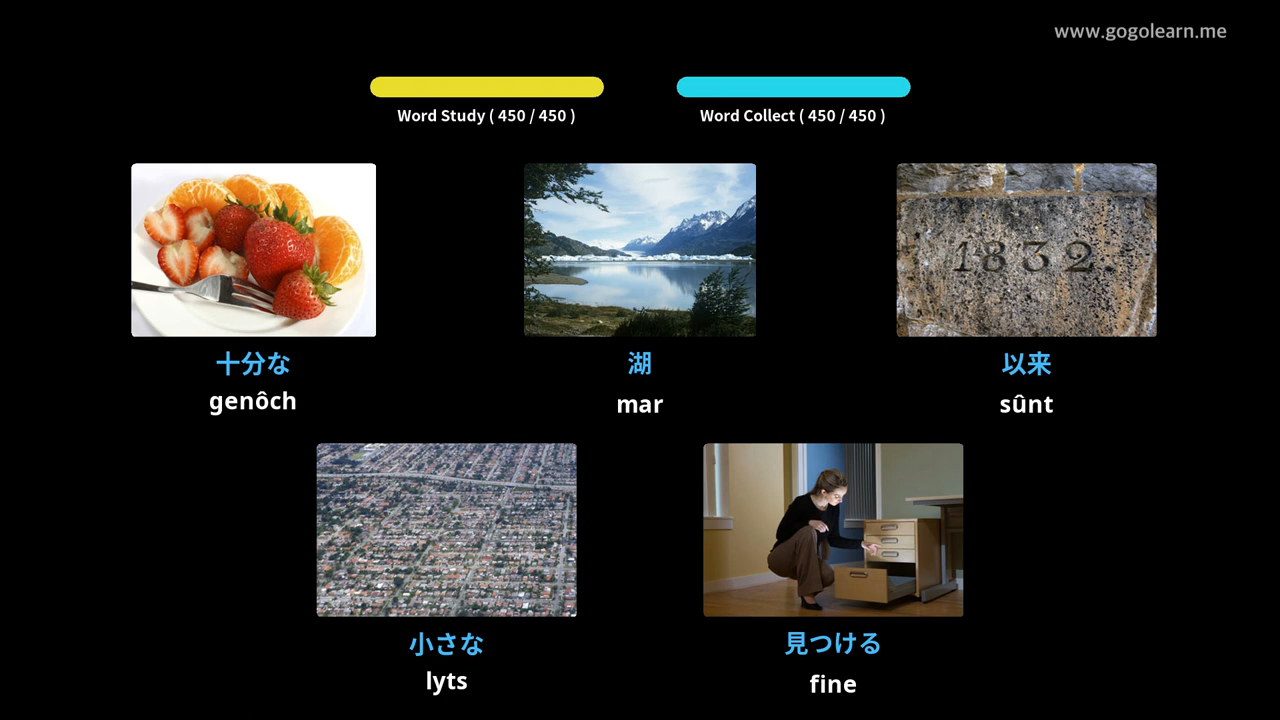 www.gogolearn.me
Word Study ( 450 / 450 )
Word Collect ( 450 / 450 )
1832.
十分な
genôch
湖
mar
以来
sûnt
小さな
lyts
見つける
fine